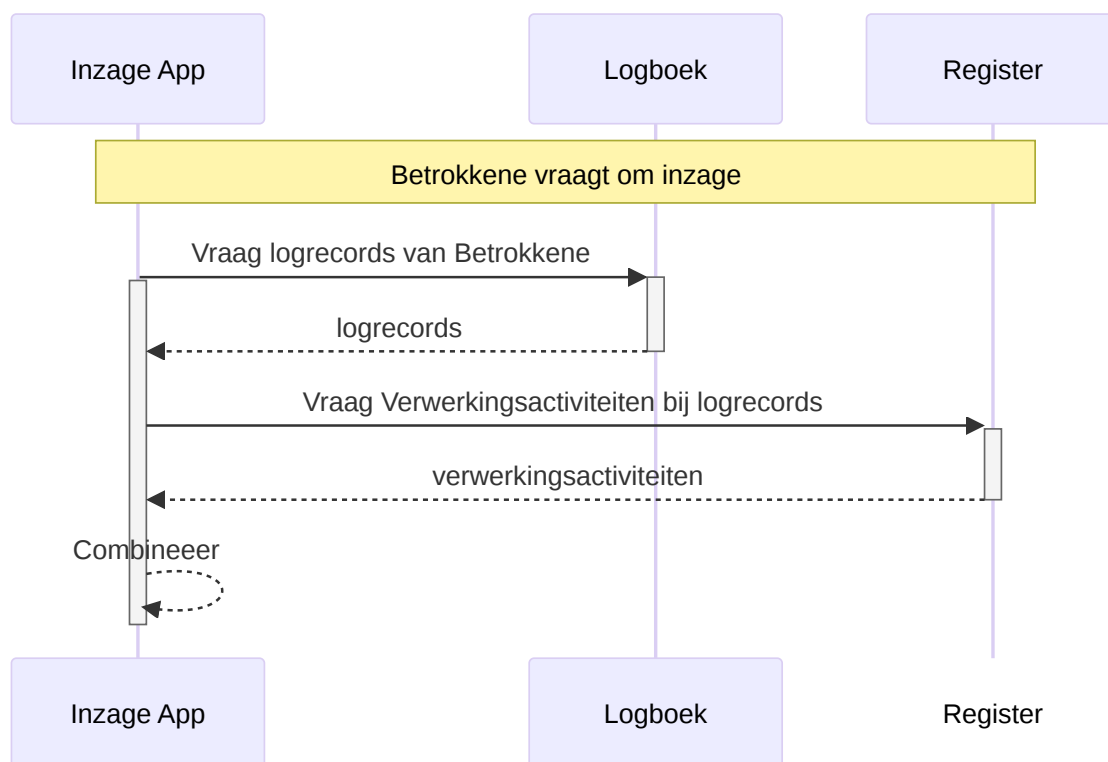 Inzage App
Logboek
Register
Betrokkene vraagt om inzage
Vraag logrecords van Betrokkene
logrecords
Vraag Verwerkingsactiviteiten bij logrecords
verwerkingsactiviteiten
Combineeer
Inzage App
Logboek
Register